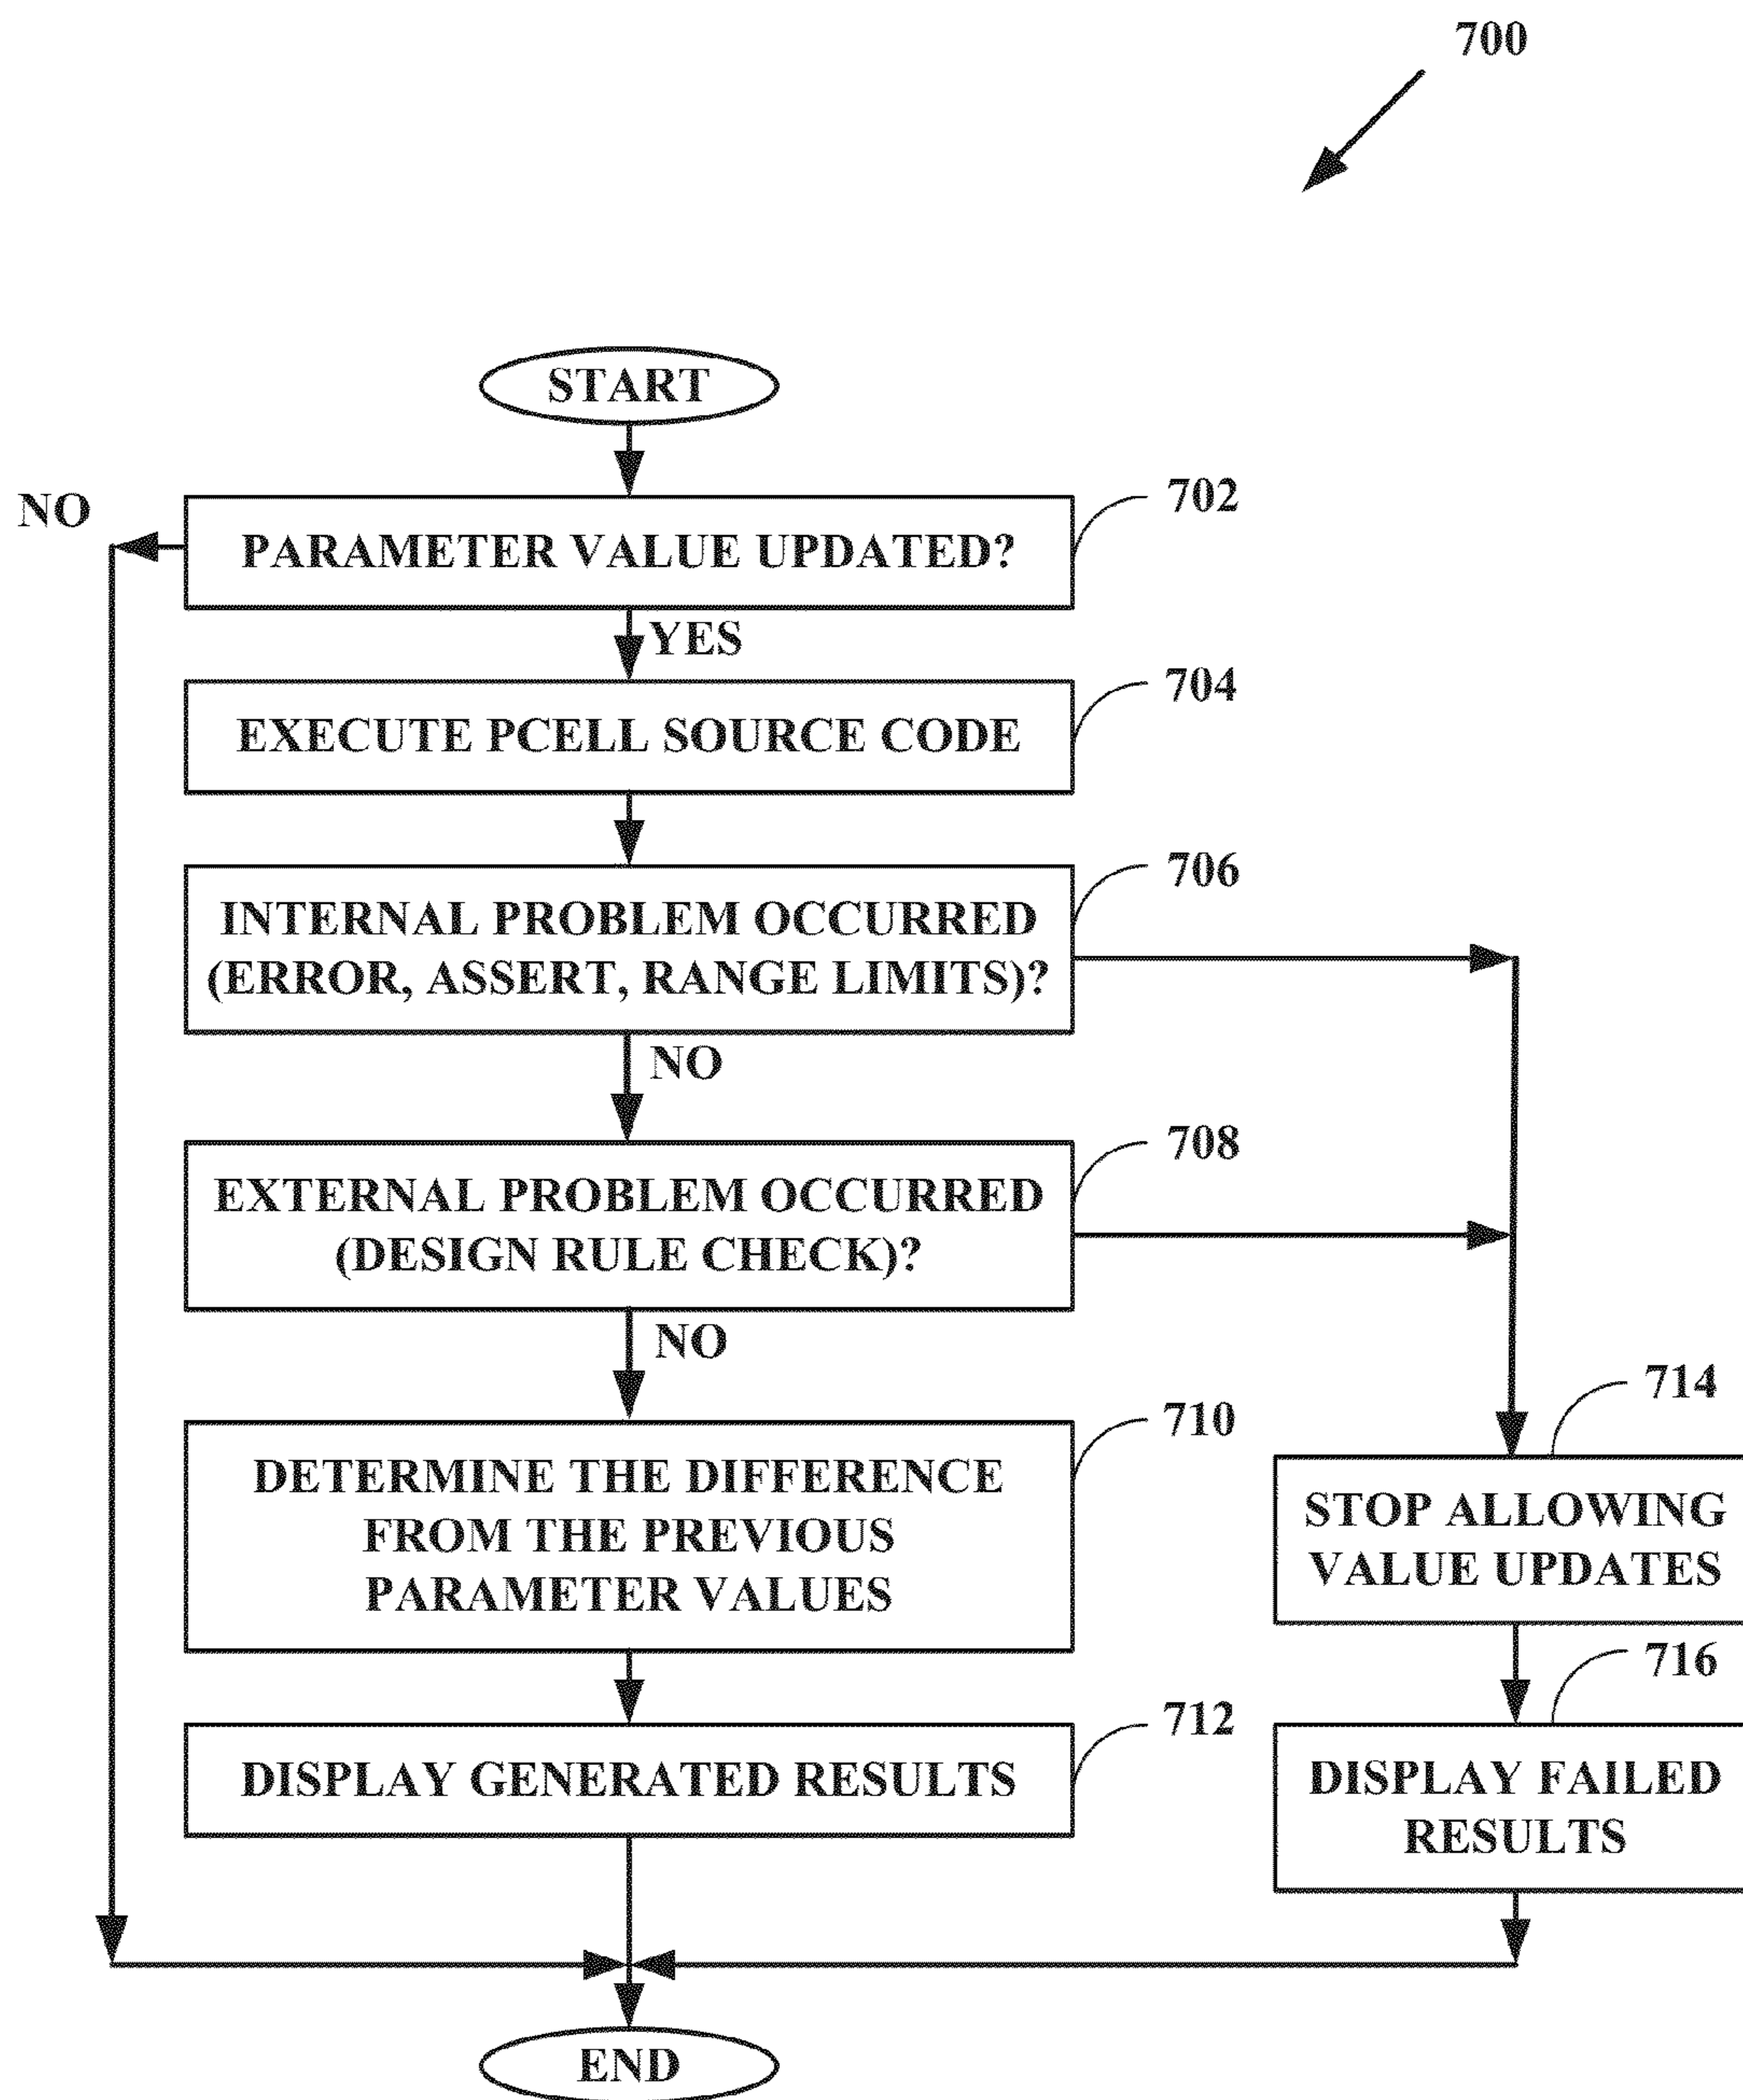 700
START
NO
702
PARAMETER VALUE UPDATED?
YES
704
EXECUTE PCELL SOURCE CODE
706
INTERNAL PROBLEM OCCURRED
(ERROR, ASSERT, RANGE LIMITS)?
NO
708
EXTERNAL PROBLEM OCCURRED
(DESIGN RULE CHECK)?
NO
710
DETERMINE THE DIFFERENCE
FROM THE PREVIOUS
PARAMETER VALUES
714
STOP ALLOWING
VALUE UPDATES
712
DISPLAY GENERATED RESULTS
716
DISPLAY FAILED
RESULTS
END